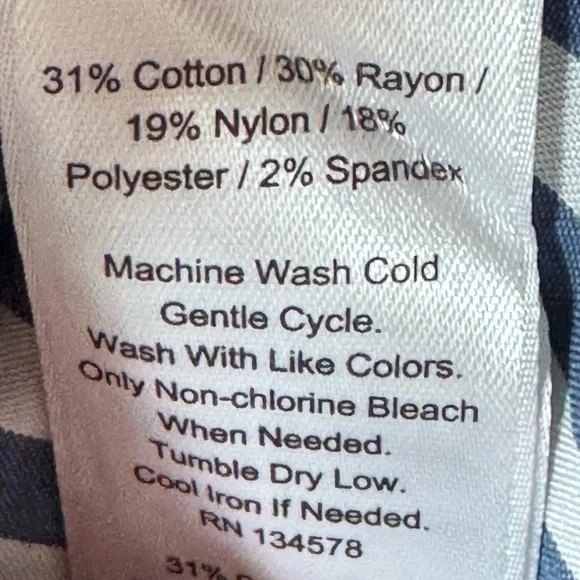 31% Cotton / 30% Rayon /
19% Nylon / 18%
Polyester / 2% Spandex
Machine Wash Cold
Gentle Cycle.
Wash With Like Colors.
Only Non-chlorine Bleach
When Needed.
Tumble Dry Low.
Cool Iron If Needed.
RN 134578
31%